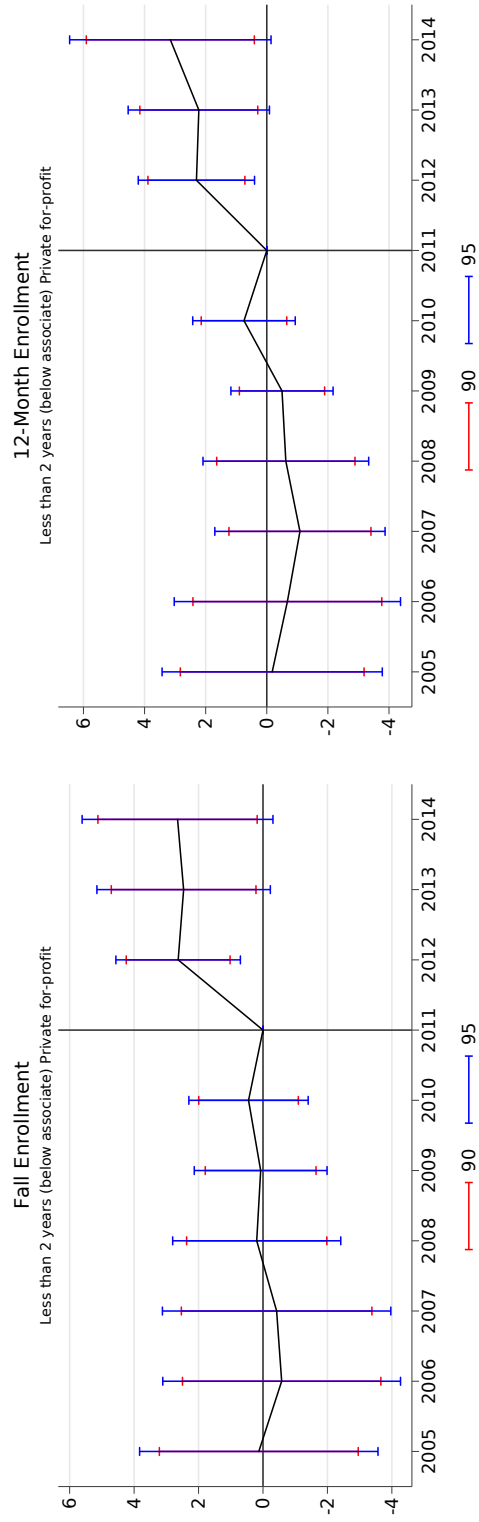 Fall Enrollment
Less than 2 years (below associate) Private for-profit
6
4
2
0
-2
-4
2005 2006 2007 2008 2009 2010 2011 2012 2013 2014
90 95
12-Month Enrollment
Less than 2 years (below associate) Private for-profit
6
4
2
0
-2
-4
2005 2006 2007 2008 2009 2010 2011 2012 2013 2014
90 95